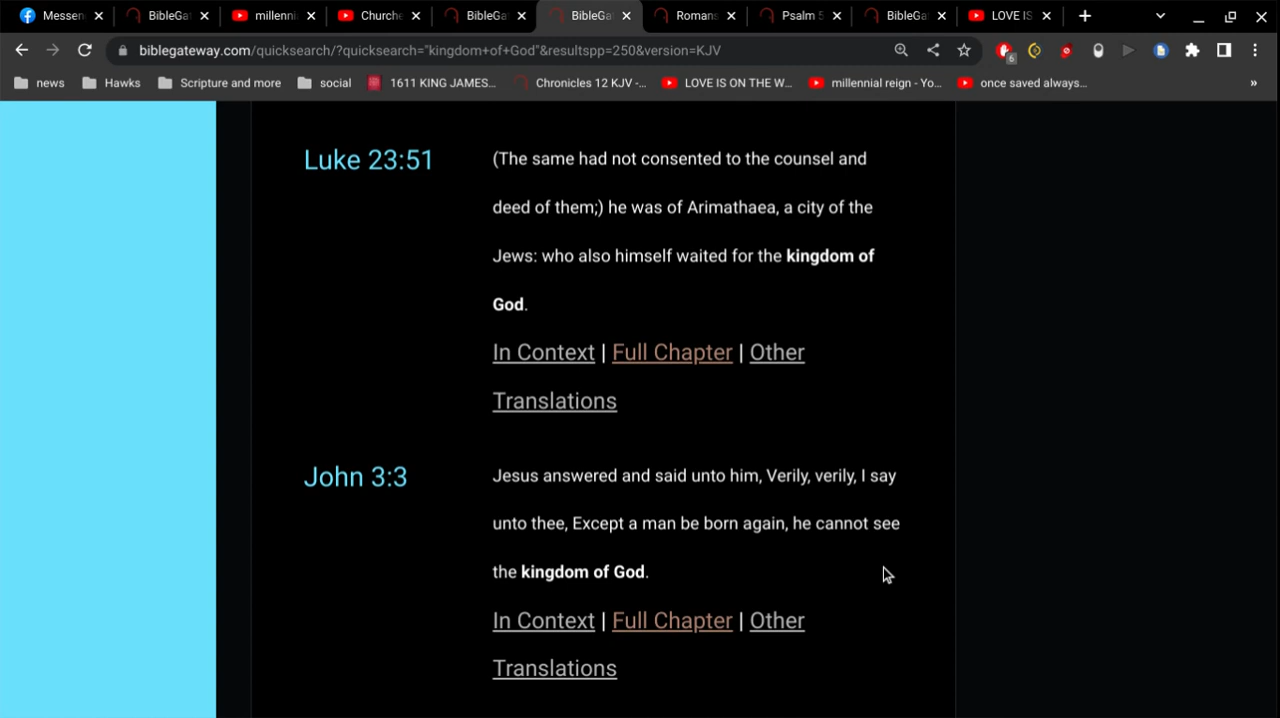 Messen BibleGat millenni Churche BibleGat BibleGat Romans Psalm 5 BibleGat LOVE IS
biblegateway.com/quicksearch/?quicksearch="kingdom+of+God"&resultspp=250&version=KJV
6
news Hawks Scripture and more social 1611 KING JAMES... Chronicles 12 KJV -... LOVE IS ON THE W... millennial reign - Yo... once saved always... »
Luke 23:51
(The same had not consented to the counsel and
deed of them;) he was of Arimathaea, a city of the
Jews: who also himself waited for the kingdom of
God.
In Context | Full Chapter | Other
Translations
John 3:3
Jesus answered and said unto him, Verily, verily, I say
unto thee, Except a man be born again, he cannot see
the kingdom of God.
In Context | Full Chapter | Other
Translations